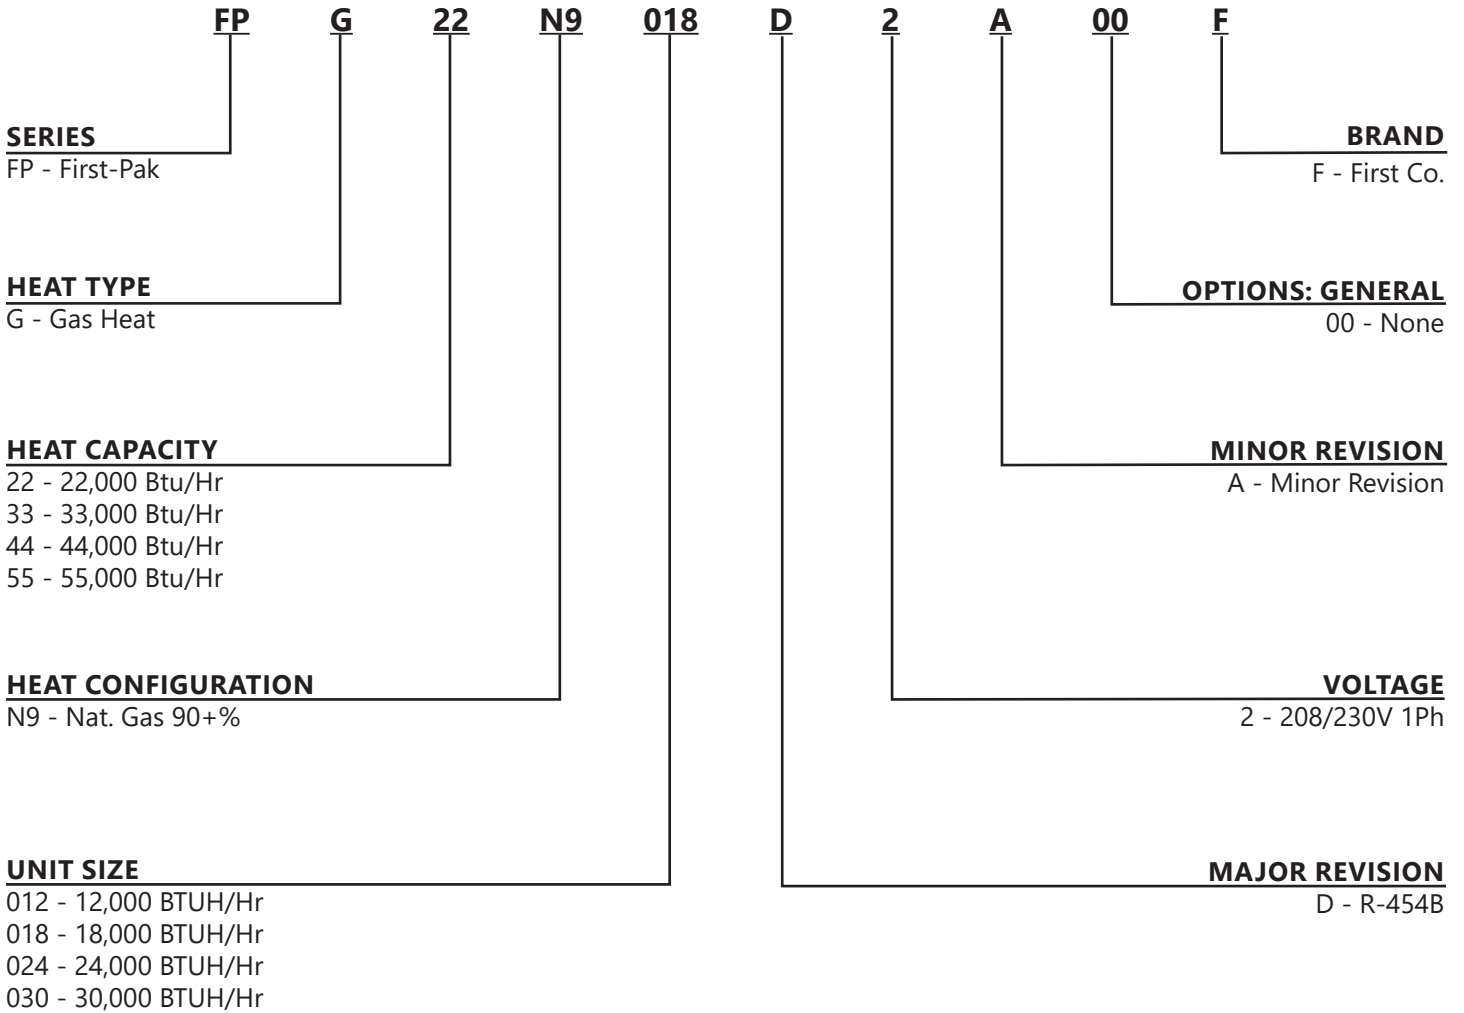 FP G 22 N9 018 D 2 A 00 F
SERIES
FP - First-Pak
HEAT TYPE
G - Gas Heat
HEAT CAPACITY
22 - 22,000 Btu/Hr
33 - 33,000 Btu/Hr
44 - 44,000 Btu/Hr
55 - 55,000 Btu/Hr
HEAT CONFIGURATION
N9 - Nat. Gas 90+%
UNIT SIZE
012 - 12,000 BTUH/Hr
018 - 18,000 BTUH/Hr
024 - 24,000 BTUH/Hr
030 - 30,000 BTUH/Hr
BRAND
F - First Co.
OPTIONS: GENERAL
00 - None
MINOR REVISION
A - Minor Revision
VOLTAGE
2 - 208/230V 1Ph
MAJOR REVISION
D - R-454B